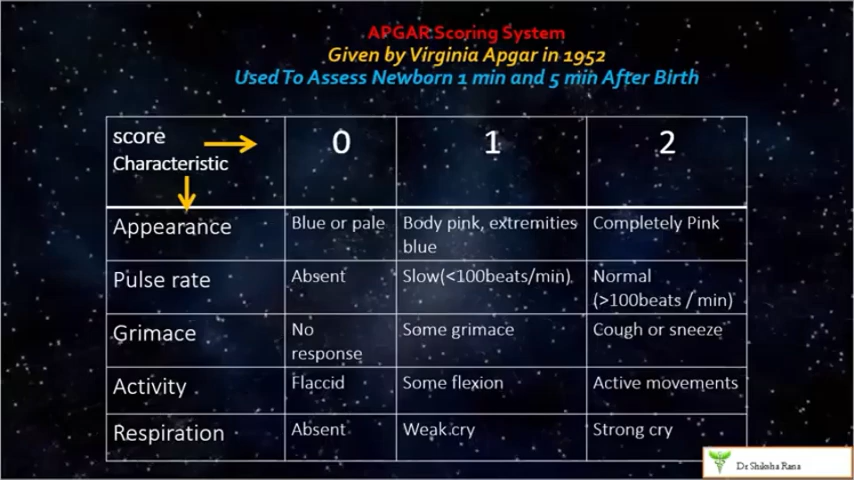 APGAR Scoring System
Given by Virginia Apgar in 1952
Used To Assess Newborn 1 min and 5 min After Birth
score
Characteristic
0
1
2
Appearance
Blue or pale
Body pink, extremities
blue
Completely Pink
Pulse rate
Absent
Slow(<100beats/min)
Normal
(>100beats / min)
Grimace
No
response
Some grimace
Cough or sneeze
Activity
Flaccid
Some flexion
Active movements
Respiration
Absent
Weak cry
Strong cry
Dr Shiksha Rana